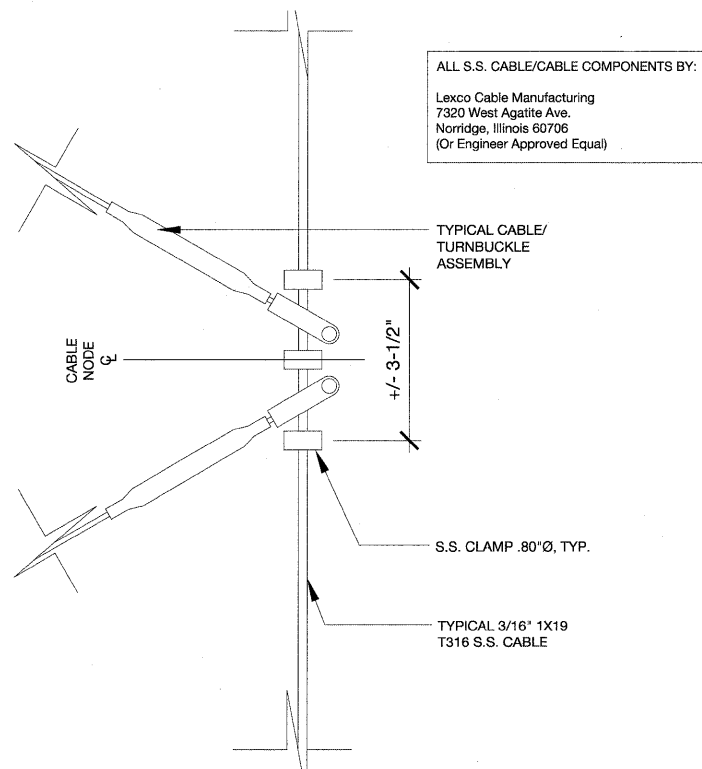 ALL S.S. CABLE/CABLE COMPONENTS BY:
Lexco Cable Manufacturing
7320 West Agatite Ave.
Norridge, Illinois 60706
(Or Engineer Approved Equal)
TYPICAL CABLE/
TURNBUCKLE
ASSEMBLY
CABLE
NODE
℄
+/- 3-1/2"
S.S. CLAMP .80"Ø, TYP.
TYPICAL 3/16" 1X19
T316 S.S. CABLE